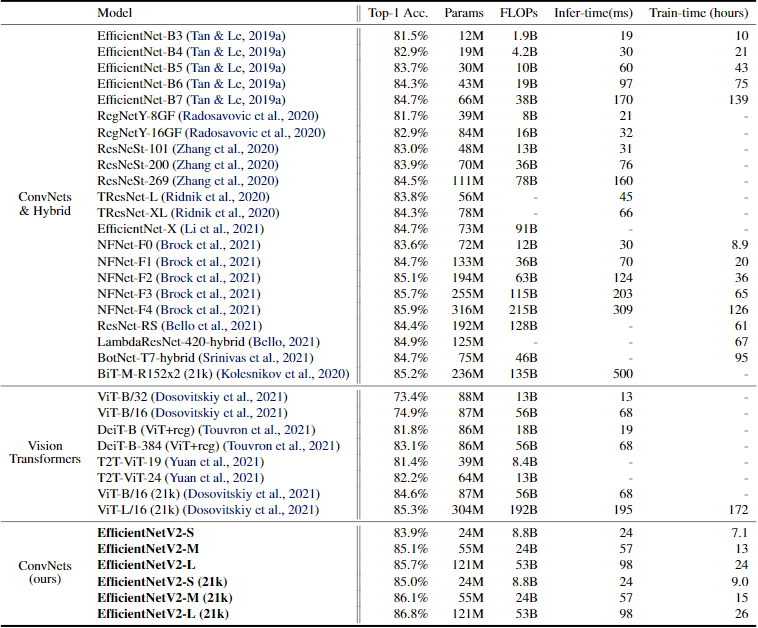 Model Top-1 Acc. Params FLOPs Infer-time(ms) Train-time (hours)
EfficientNet-B3 (Tan & Le, 2019a) 81.5% 12M 1.9B 19 10
EfficientNet-B4 (Tan & Le, 2019a) 82.9% 19M 4.2B 30 21
EfficientNet-B5 (Tan & Le, 2019a) 83.7% 30M 10B 60 43
EfficientNet-B6 (Tan & Le, 2019a) 84.3% 43M 19B 97 75
EfficientNet-B7 (Tan & Le, 2019a) 84.7% 66M 38B 170 139
RegNetY-8GF (Radosavovic et al., 2020) 81.7% 39M 8B 21 -
RegNetY-16GF (Radosavovic et al., 2020) 82.9% 84M 16B 32 -
ResNeSt-101 (Zhang et al., 2020) 83.0% 48M 13B 31 -
ResNeSt-200 (Zhang et al., 2020) 83.9% 70M 36B 76 -
ResNeSt-269 (Zhang et al., 2020) 84.5% 111M 78B 160 -
ConvNets TResNet-L (Ridnik et al., 2020) 83.8% 56M - 45 -
& Hybrid TResNet-XL (Ridnik et al., 2020) 84.3% 78M - 66 -
EfficientNet-X (Li et al., 2021) 84.7% 73M 91B - -
NFNet-F0 (Brock et al., 2021) 83.6% 72M 12B 30 8.9
NFNet-F1 (Brock et al., 2021) 84.7% 133M 36B 70 20
NFNet-F2 (Brock et al., 2021) 85.1% 194M 63B 124 36
NFNet-F3 (Brock et al., 2021) 85.7% 255M 115B 203 65
NFNet-F4 (Brock et al., 2021) 85.9% 316M 215B 309 126
ResNet-RS (Bello et al., 2021) 84.4% 192M 128B - 61
LambdaResNet-420-hybrid (Bello, 2021) 84.9% 125M - - 67
BotNet-T7-hybrid (Srinivas et al., 2021) 84.7% 75M 46B - 95
BiT-M-R152x2 (21k) (Kolesnikov et al., 2020) 85.2% 236M 135B 500 -
ViT-B/32 (Dosovitskiy et al., 2021) 73.4% 88M 13B 13 -
ViT-B/16 (Dosovitskiy et al., 2021) 74.9% 87M 56B 68 -
DeiT-B (ViT+reg) (Touvron et al., 2021) 81.8% 86M 18B 19 -
Vision DeiT-B-384 (ViT+reg) (Touvron et al., 2021) 83.1% 86M 56B 68 -
Transformers T2T-ViT-19 (Yuan et al., 2021) 81.4% 39M 8.4B - -
T2T-ViT-24 (Yuan et al., 2021) 82.2% 64M 13B - -
ViT-B/16 (21k) (Dosovitskiy et al., 2021) 84.6% 87M 56B 68 -
ViT-L/16 (21k) (Dosovitskiy et al., 2021) 85.3% 304M 192B 195 172
EfficientNetV2-S 83.9% 24M 8.8B 24 7.1
EfficientNetV2-M 85.1% 55M 24B 57 13
ConvNets EfficientNetV2-L 85.7% 121M 53B 98 24
(ours) EfficientNetV2-S (21k) 85.0% 24M 8.8B 24 9.0
EfficientNetV2-M (21k) 86.1% 55M 24B 57 15
EfficientNetV2-L (21k) 86.8% 121M 53B 98 26